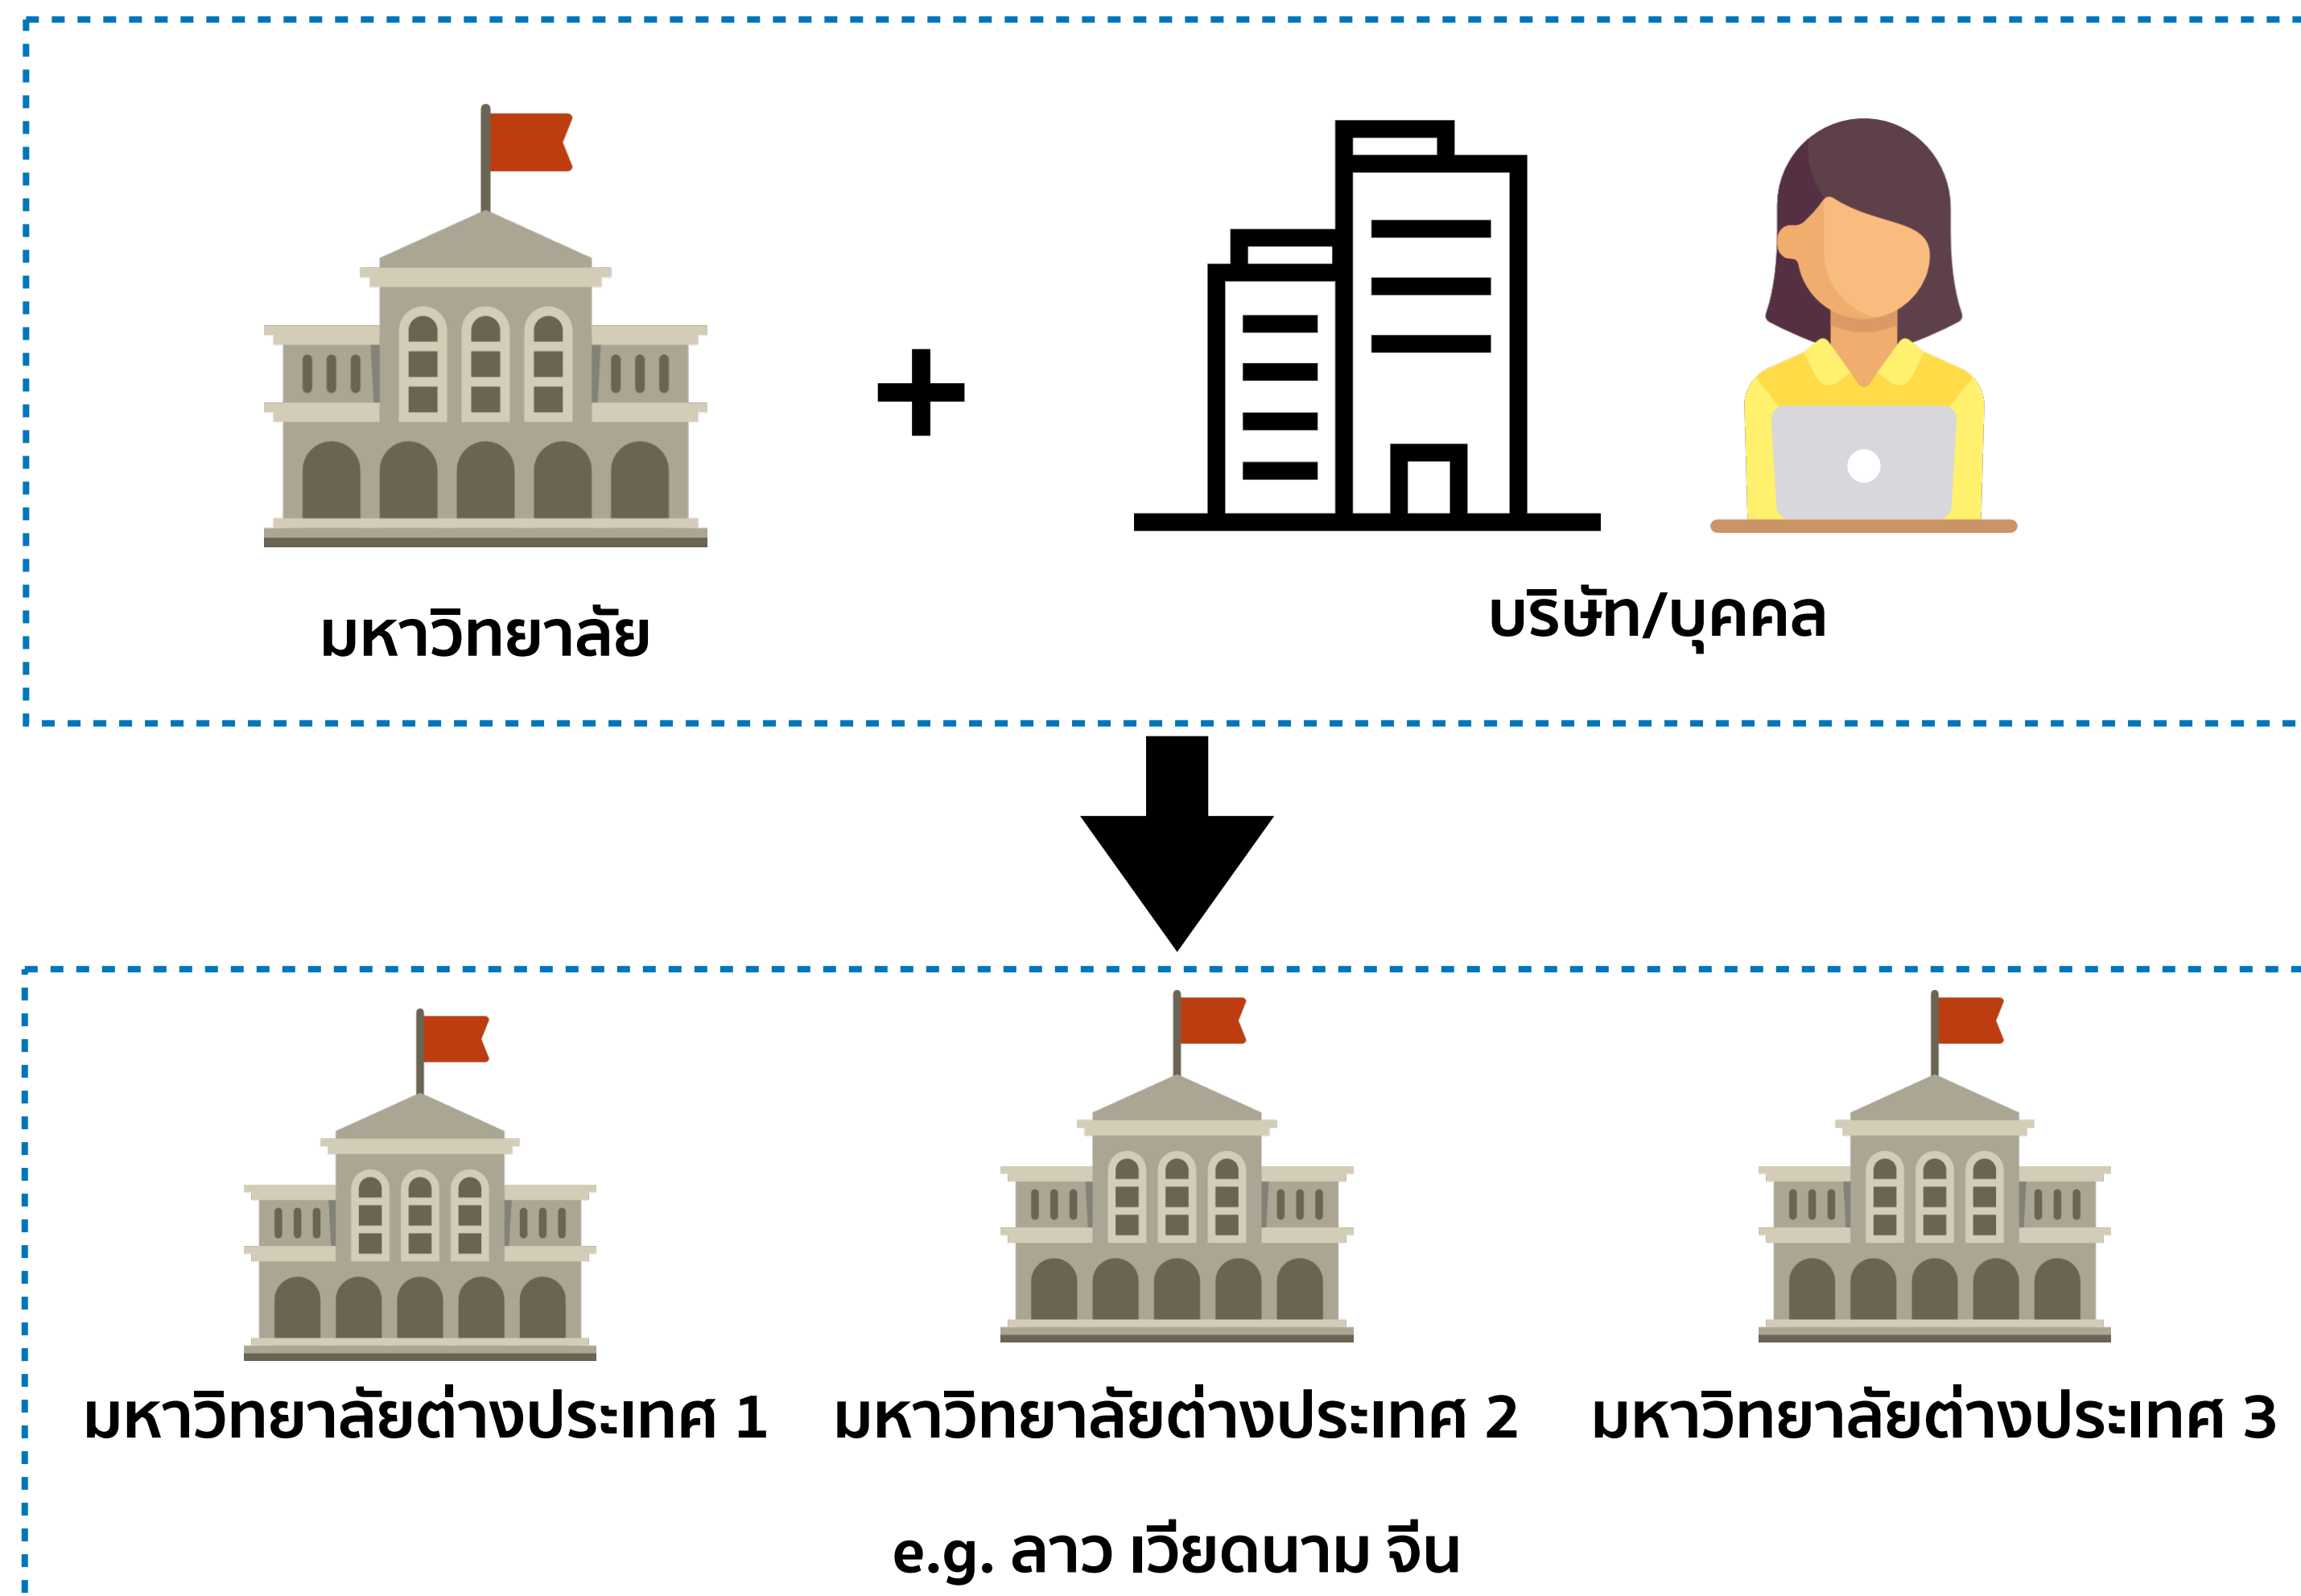 มหาวิทยาลัย
บริษัท/บุคคล
มหาวิทยาลัยต่างประเทศ 1
มหาวิทยาลัยต่างประเทศ 2
มหาวิทยาลัยต่างประเทศ 3
e.g. ลาว เวียดนาม จีน